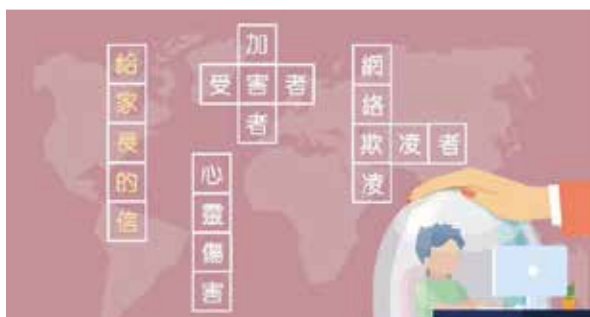 給家長的信
加害者
受害者
心靈傷害
網絡欺凌
欺凌者